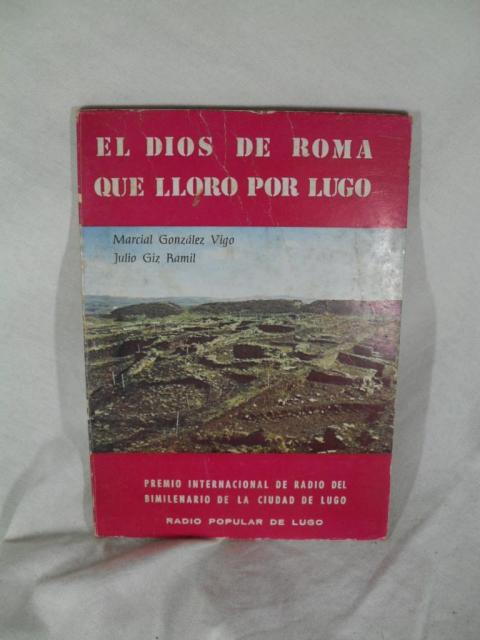 EL DIOS DE ROMA
QUE LLORO POR LUGO
Marcial González Vigo
Julio Giz Ramil
PREMIO INTERNACIONAL DE RADIO DEL
BIMILENARIO DE LA CIUDAD DE LUGO
RADIO POPULAR DE LUGO